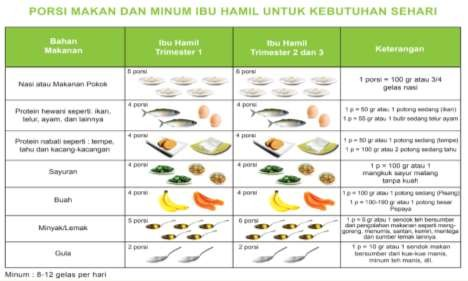 PORSI MAKAN DAN MINUM IBU HAMIL UNTUK KEBUTUHAN SEHARI
Bahan Makanan
Ibu Hamil Trimester 1
Ibu Hamil Trimester 2 dan 3
Keterangan
Nasi atau Makanan Pokok
6 porsi
6 porsi
1 porsi = 100 gr atau 3/4
gelas nasi
Protein hewani seperti: ikan,
telur, ayam, dan lainnya
4 porsi
4 porsi
1 p = 50 gr atau 1 potong sedang (ikan)
1 p = 55 gr atau 1 butir sedang telur ayam
Protein nabati seperti : tempe,
tahu dan kacang-kacangan
4 porsi
4 porsi
1 p = 50 gr atau 1 potong sedang (tempe)
1 p = 100 gr atau 2 potong sedang tahu
Sayuran
4 porsi
4 porsi
1 p = 100 gr atau 1
mangkuk sayur matang
tanpa kuah
Buah
4 porsi
4 porsi
1 p = 100 gr atau 1 potong sedang (Pisang)
1 p = 100-190 gr atau 1 potong besar
Pepaya
Minyak/Lemak
5 porsi
6 porsi
1 p = 5 gr atau 1 sendok teh bersumber
dari pengolahan makanan seperti meng-
goreng, menumis, santan, kemiri, mentega
dan sumber lemak lainnya
Gula
2 porsi
2 porsi
1 p = 10 gr atau 1 sendok makan
bersumber dari kue-kue manis,
minum teh manis, dll.
Minum : 8-12 gelas per hari